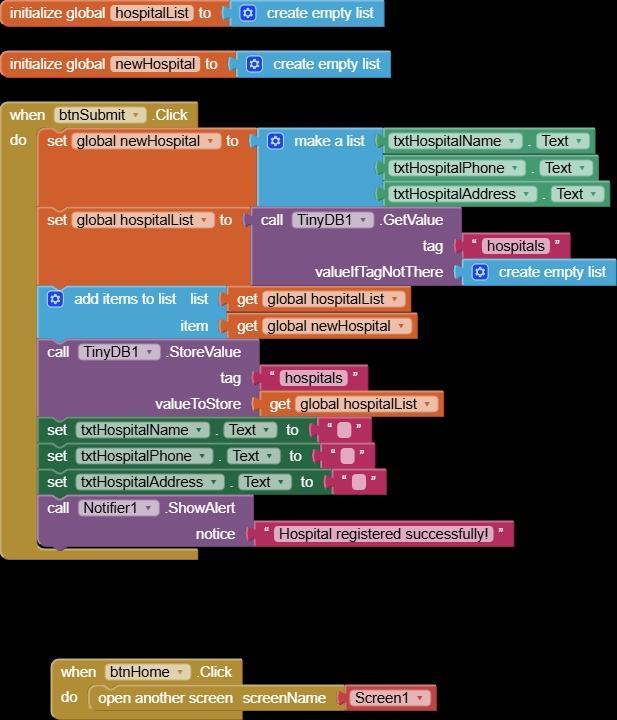 initialize global hospitalList to create empty list
initialize global newHospital to create empty list
when btnSubmit .Click
do set global newHospital to make a list txtHospitalName . Text
txtHospitalPhone . Text
txtHospitalAddress . Text
set global hospitalList to call TinyDB1 .GetValue
tag “ hospitals ”
valueIfTagNotThere create empty list
add items to list list get global hospitalList
item get global newHospital
call TinyDB1 .StoreValue
tag “ hospitals ”
valueToStore get global hospitalList
set txtHospitalName . Text to “ ”
set txtHospitalPhone . Text to “ ”
set txtHospitalAddress . Text to “ ”
call Notifier1 .ShowAlert
notice “ Hospital registered successfully! ”
when btnHome .Click
do open another screen screenName Screen1